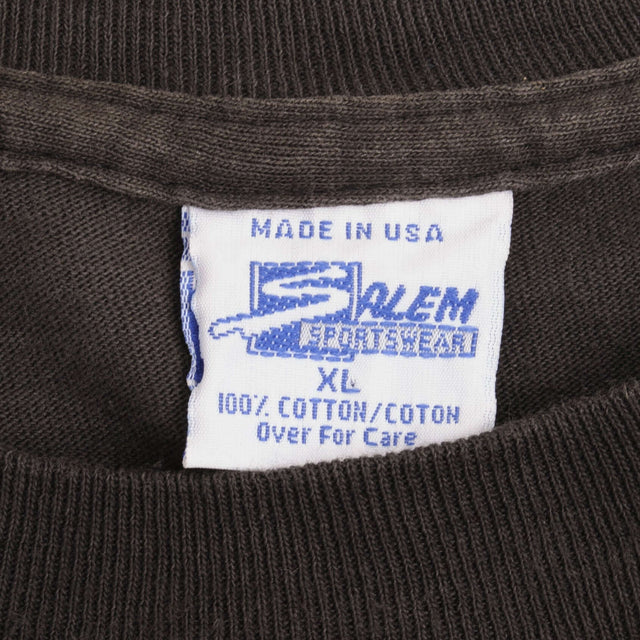 MADE IN USA
SALEM
SPORTSWEAR
XL
100% COTTON/COTON
Over For Care